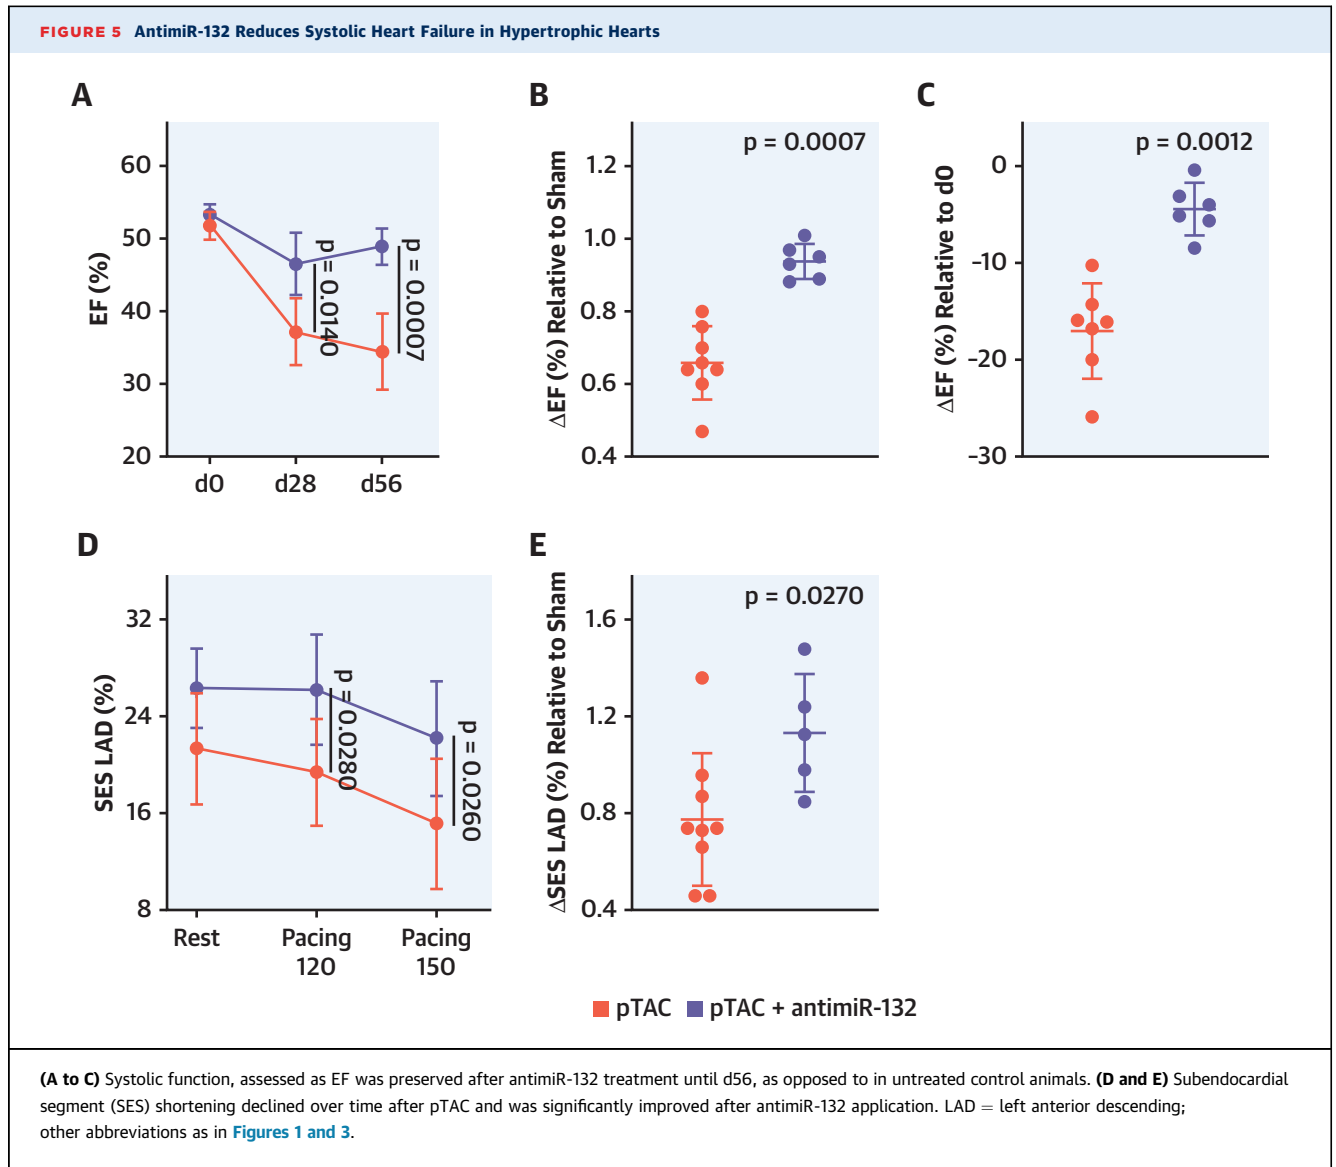 FIGURE 5 AntimiR-132 Reduces Systolic Heart Failure in Hypertrophic Hearts
A
EF (%)
60
50
40
30
20
d0 d28 d56
p = 0.0140
p = 0.0007
B
ΔEF (%) Relative to Sham
1.2
1.0
0.8
0.6
0.4
p = 0.0007
C
ΔEF (%) Relative to d0
0
–10
–20
–30
p = 0.0012
D
SES LAD (%)
32
24
16
8
Rest Pacing Pacing
120 150
p = 0.0280
p = 0.0260
E
ΔSES LAD (%) Relative to Sham
1.6
1.2
0.8
0.4
p = 0.0270
pTAC pTAC + antimiR-132
(A to C) Systolic function, assessed as EF was preserved after antimiR-132 treatment until d56, as opposed to in untreated control animals. (D and E) Subendocardial
segment (SES) shortening declined over time after pTAC and was significantly improved after antimiR-132 application. LAD = left anterior descending;
other abbreviations as in Figures 1 and 3.